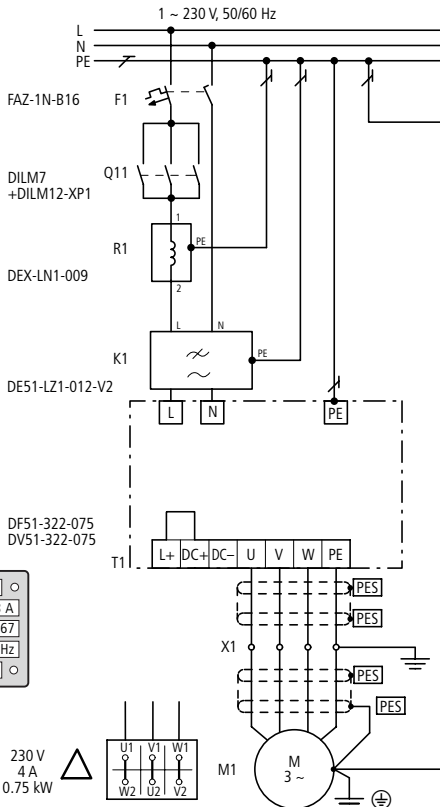 1 ~ 230 V, 50/60 Hz
L
N
PE
FAZ-1N-B16 F1
DILM7
+DILM12-XP1
Q11
1
R1
PE
DEX-LN1-009
2
L N
K1
PE
DE51-LZ1-012-V2
L N PE
DF51-322-075
DV51-322-075
T1
L+ DC+ DC– U V W PE
PES
PES
X1
PES
PES
A
67
Hz
230 V
4 A
0.75 kW
U1 V1 W1
W2 U2 V2
M1
M
3 ~